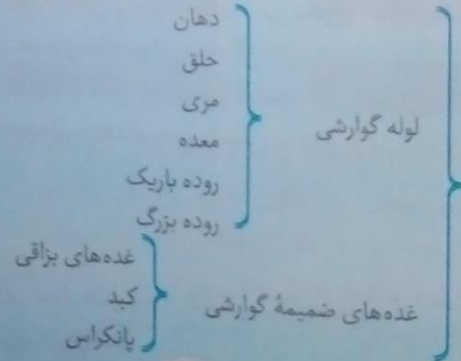 دهان
حلق
مری
معده
لوله گوارشی
روده باریک
روده بزرگ
غده‌های بزاقی
کبد
غده‌های ضمیمهٔ گوارشی
پانکراس